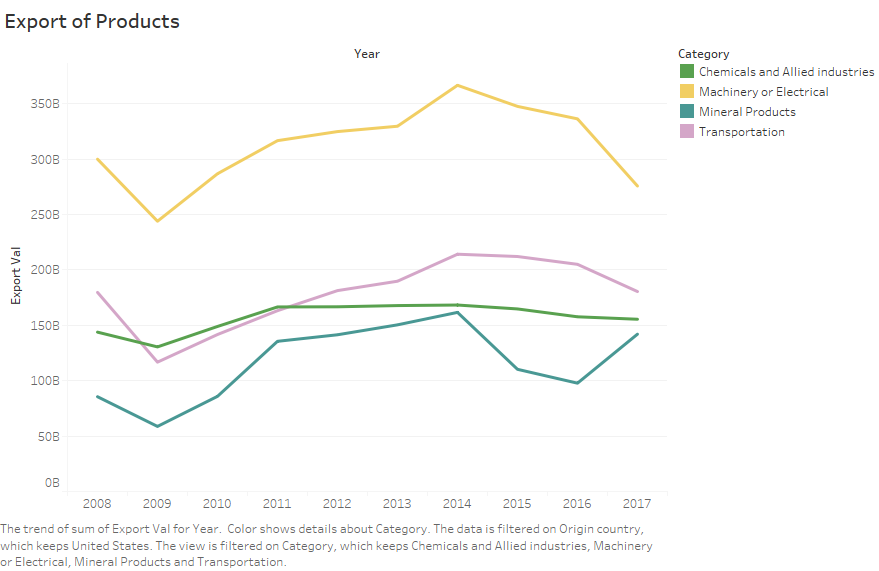 Export of Products
Year
Category
Chemicals and Allied industries
Machinery or Electrical
Mineral Products
Transportation
Export Val
350B
300B
250B
200B
150B
100B
50B
0B
2008 2009 2010 2011 2012 2013 2014 2015 2016 2017
The trend of sum of Export Val for Year. Color shows details about Category. The data is filtered on Origin country,
which keeps United States. The view is filtered on Category, which keeps Chemicals and Allied industries, Machinery
or Electrical, Mineral Products and Transportation.